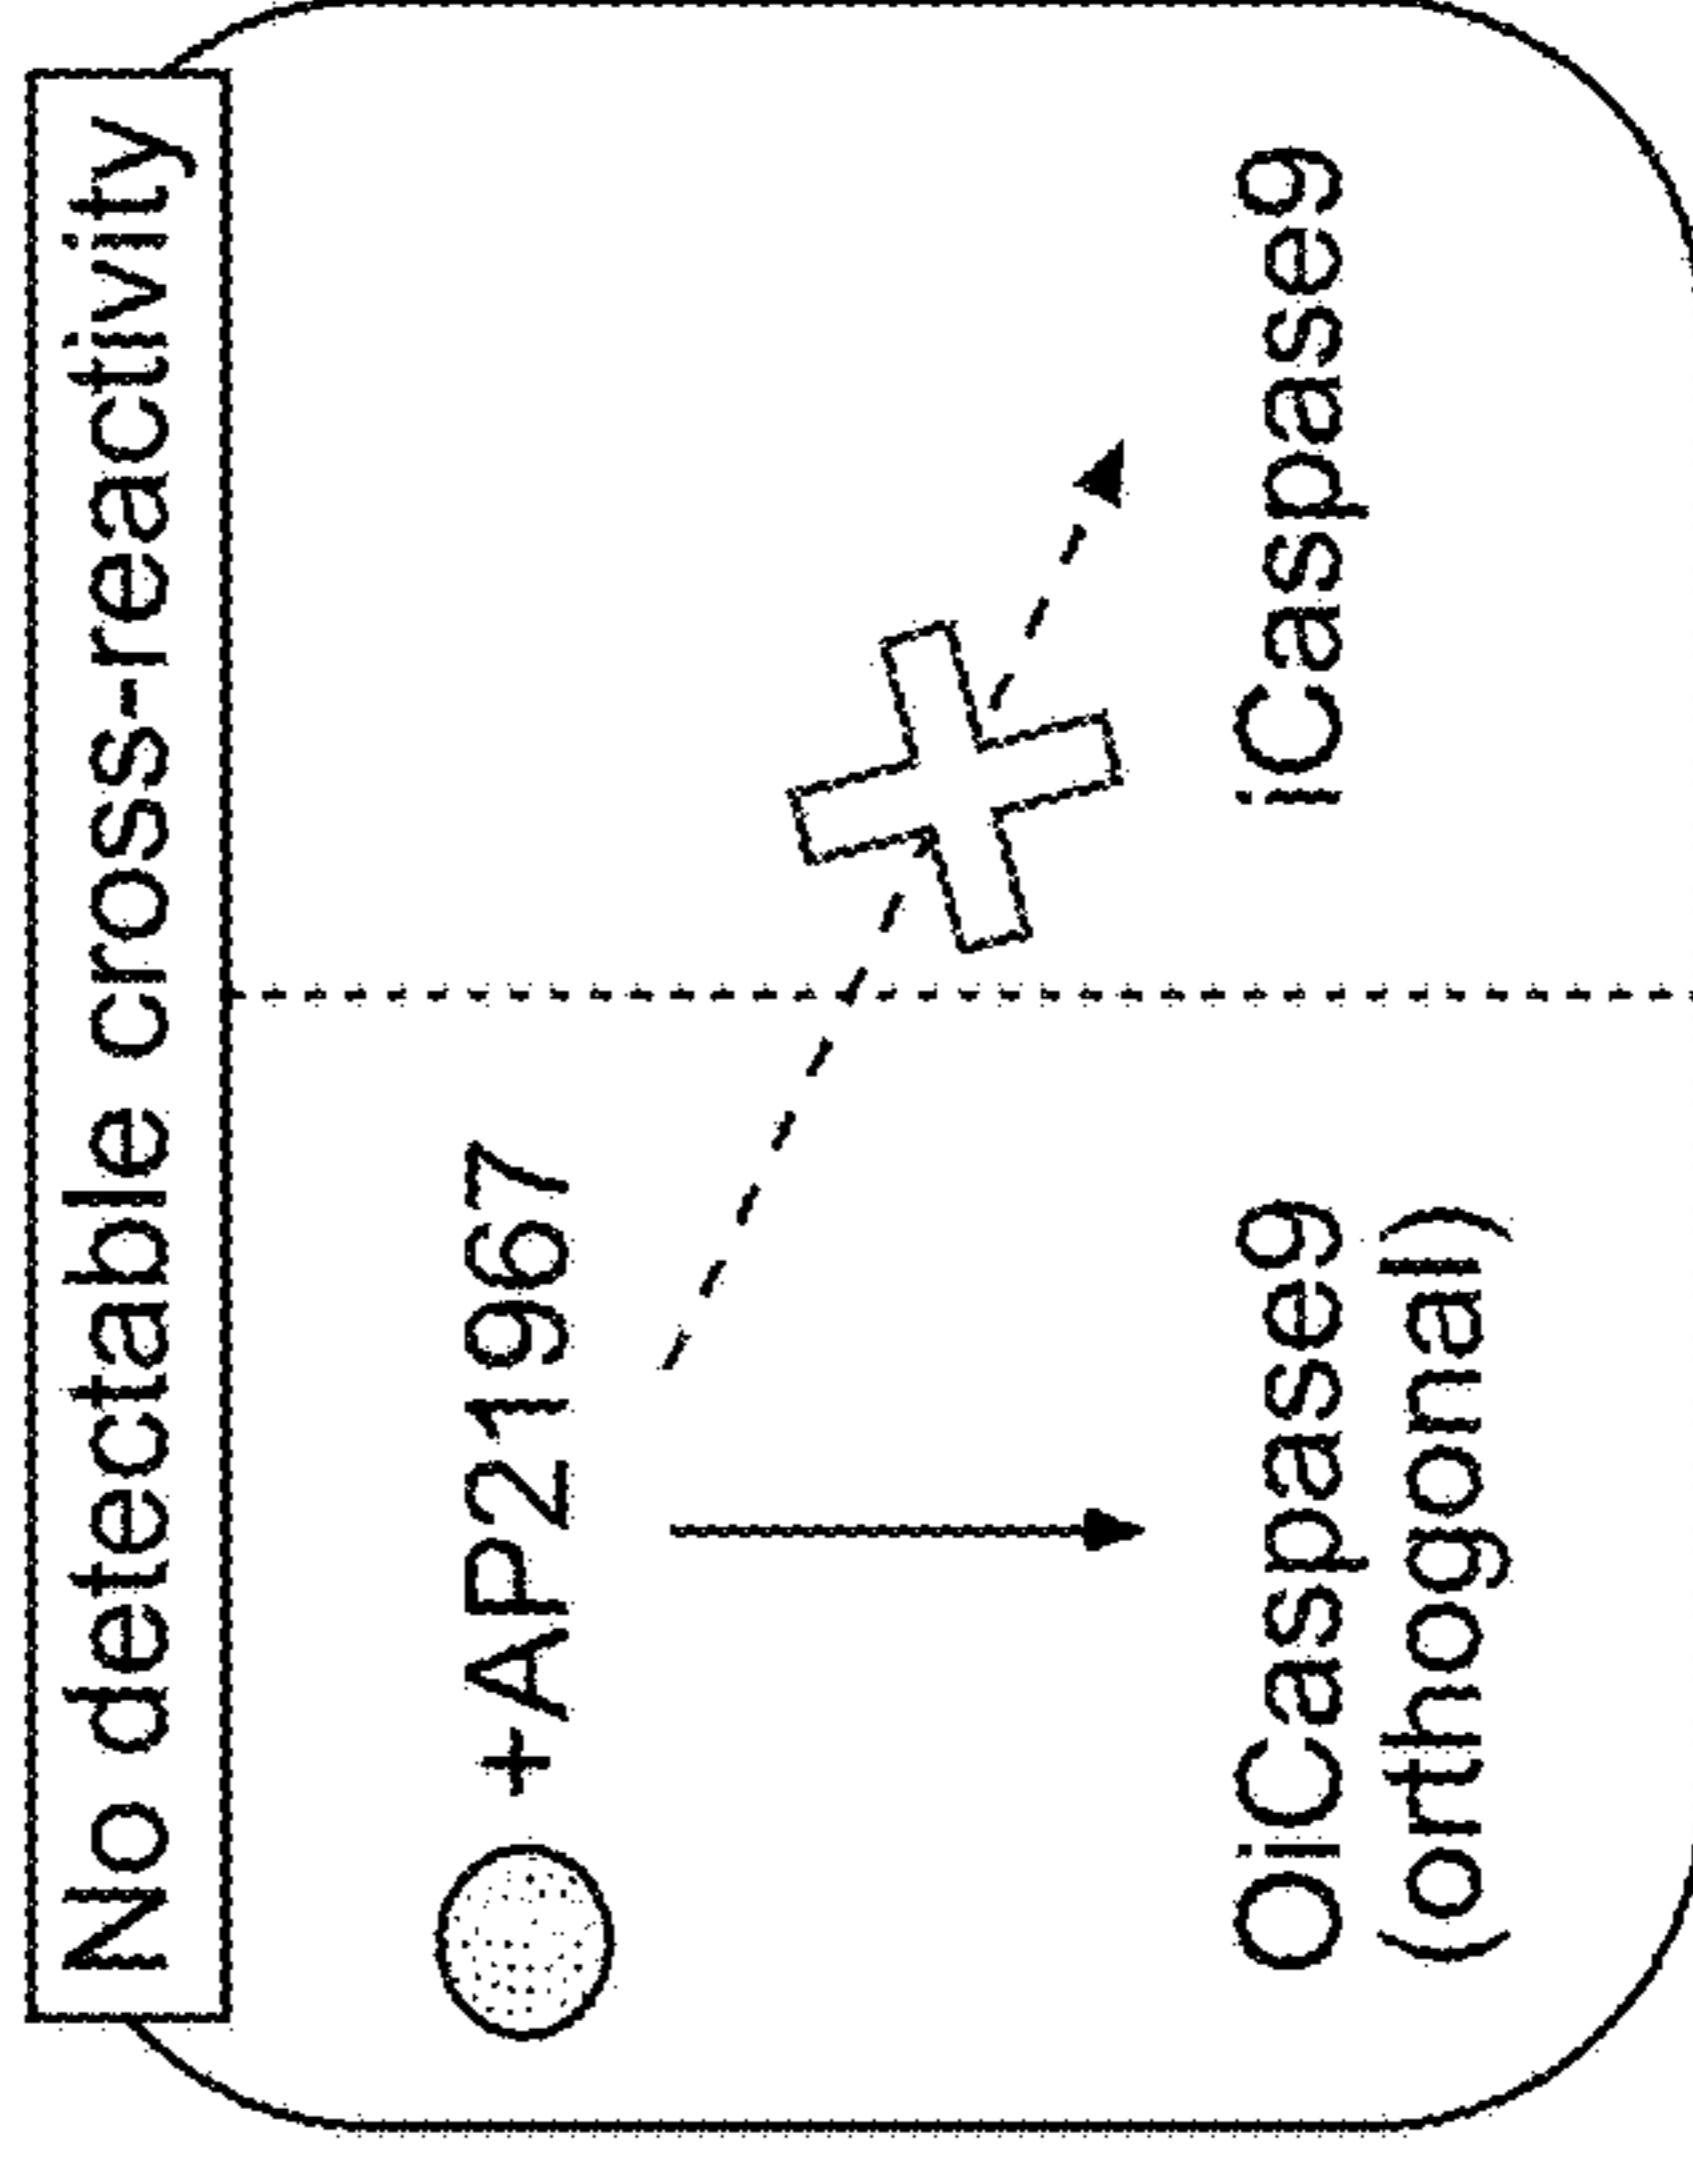 No detectable cross-reactivity
+AP21967
OiCaspase9
(orthogonal)
iCaspase9